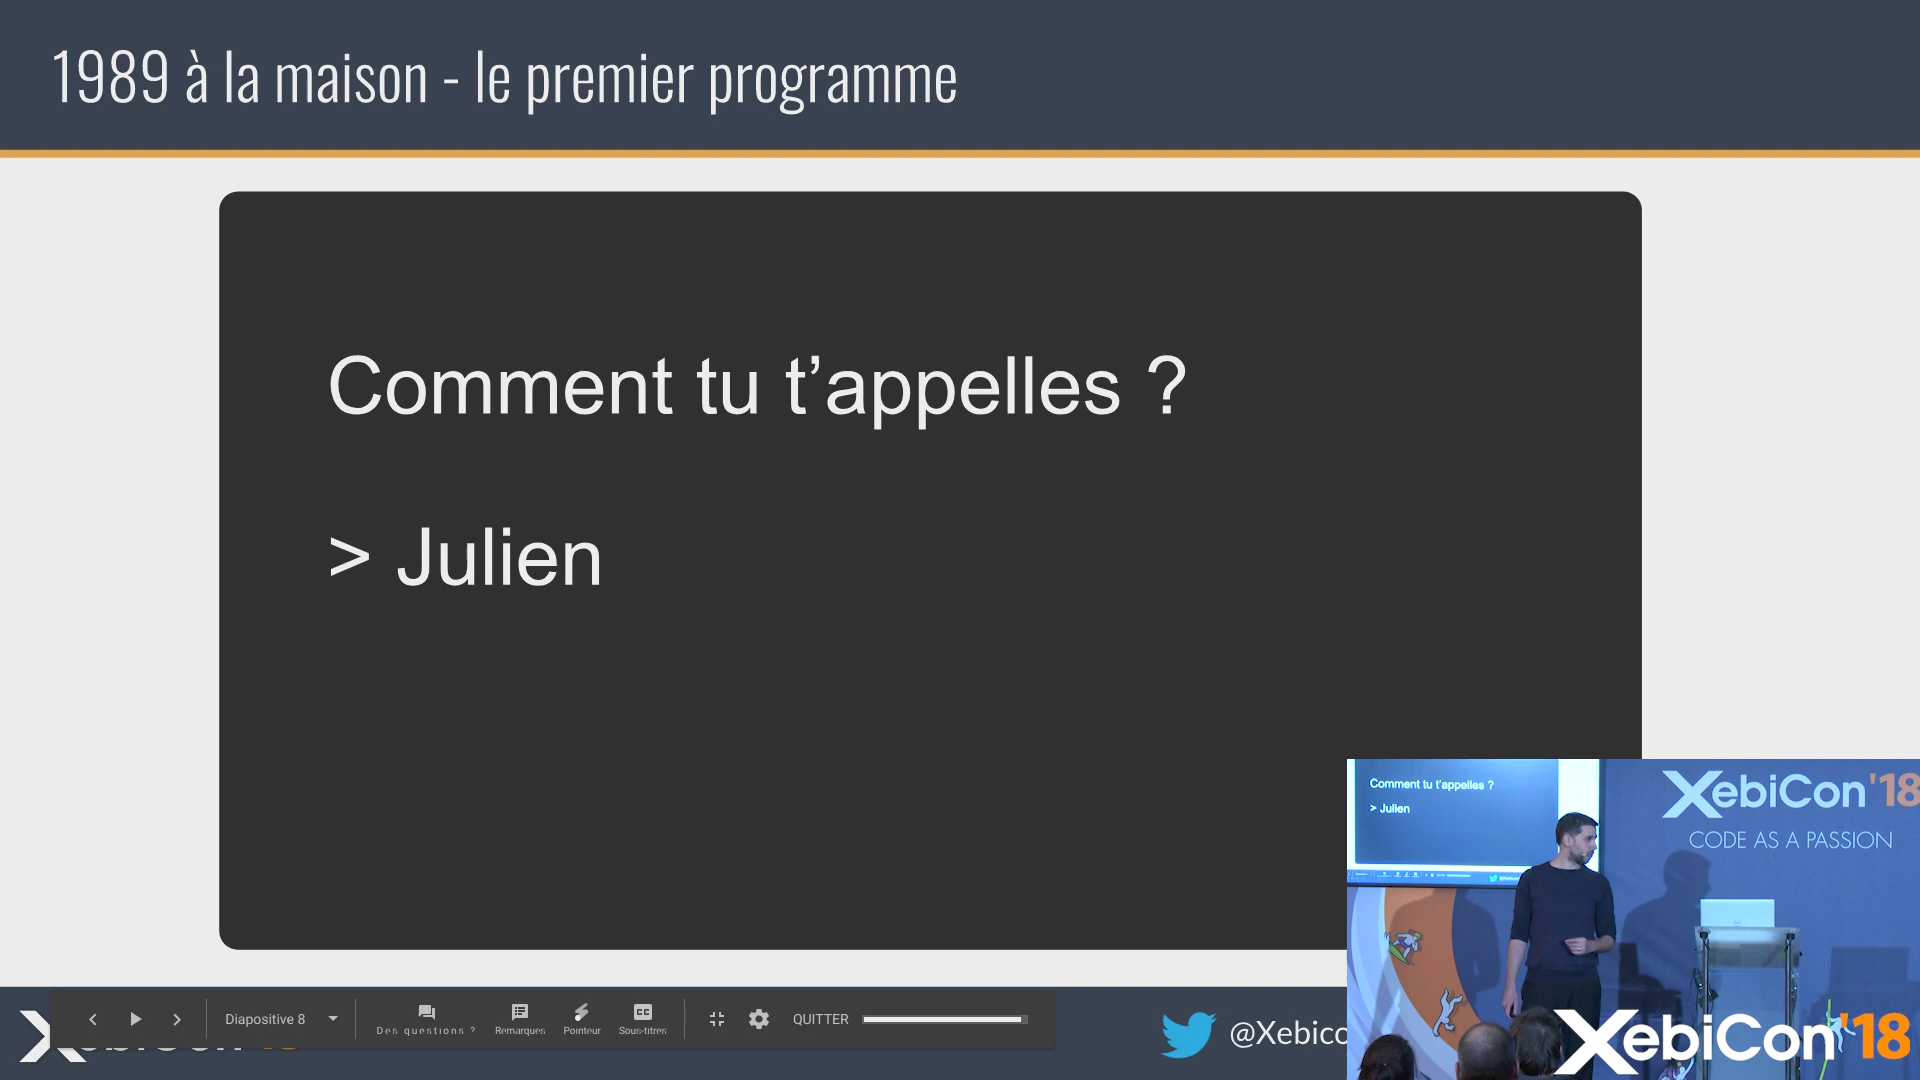 1989 à la maison - le premier programme
Comment tu t’appelles ?
> Julien
Comment tu t’appelles ?
> Julien
XebiCon'18
CODE AS A PASSION
Diapositive 8
Des questions ?
Remarques
Pointeur
Sous-titres
QUITTER
@Xebico
XebiCon'18